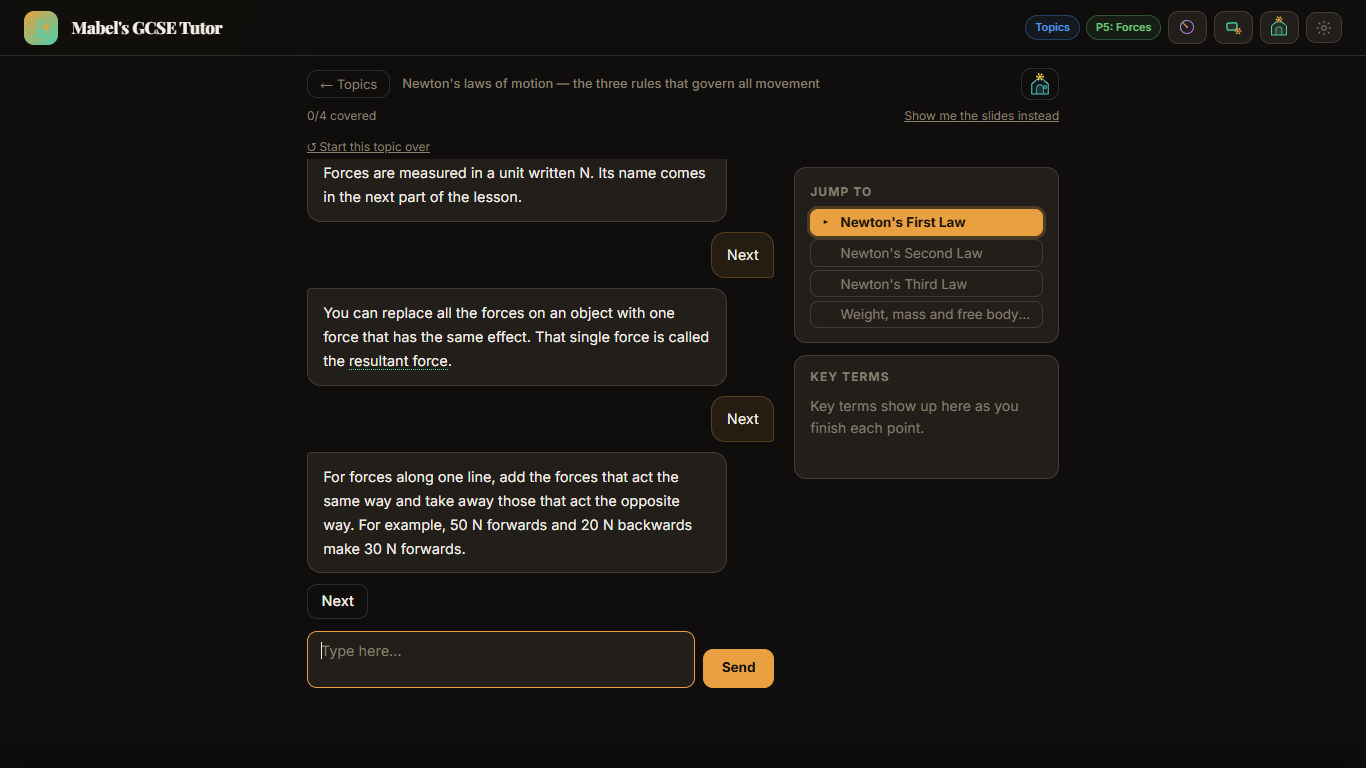 Mabel's GCSE Tutor
Topics
P5: Forces
← Topics
Newton's laws of motion — the three rules that govern all movement
0/4 covered
Show me the slides instead
↺ Start this topic over
Forces are measured in a unit written N. Its name comes
in the next part of the lesson.
Next
You can replace all the forces on an object with one
force that has the same effect. That single force is called
the resultant force.
Next
For forces along one line, add the forces that act the
same way and take away those that act the opposite
way. For example, 50 N forwards and 20 N backwards
make 30 N forwards.
Next
Type here...
Send
JUMP TO
▸ Newton's First Law
Newton's Second Law
Newton's Third Law
Weight, mass and free body...
KEY TERMS
Key terms show up here as you
finish each point.